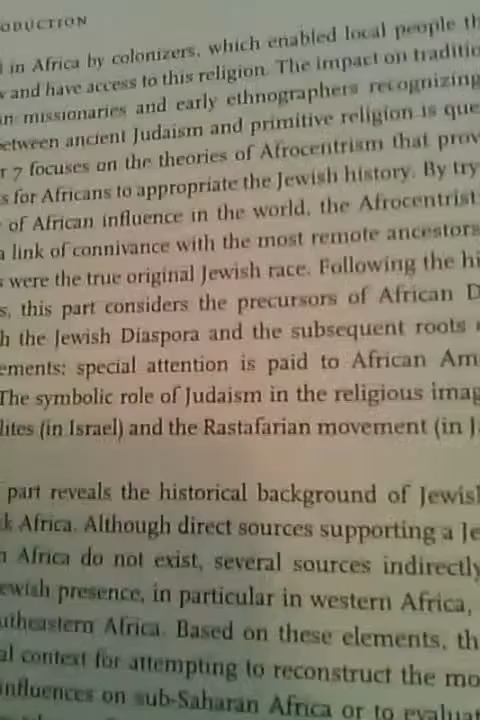 ODUCTION
in Africa by colonizers, which enabled local people th
and have access to this religion. The impact on traditio
n missionaries and early ethnographers recognizing
etween ancient Judaism and primitive religion is que
r 7 focuses on the theories of Afrocentrism that prov
s for Africans to appropriate the Jewish history. By try
of African influence in the world, the Afrocentrist
a link of connivance with the most remote ancestors
s were the true original Jewish race. Following the hi
s, this part considers the precursors of African D
h the Jewish Diaspora and the subsequent roots
ements; special attention is paid to African Am
The symbolic role of Judaism in the religious imag
lites (in Israel) and the Rastafarian movement (in J
part reveals the historical background of Jewis
k Africa. Although direct sources supporting a Je
n Africa do not exist, several sources indirectly
ewish presence, in particular in western Africa,
utheastern Africa. Based on these elements, th
al context for attempting to reconstruct the mo
influences on sub-Saharan Africa or to evaluat